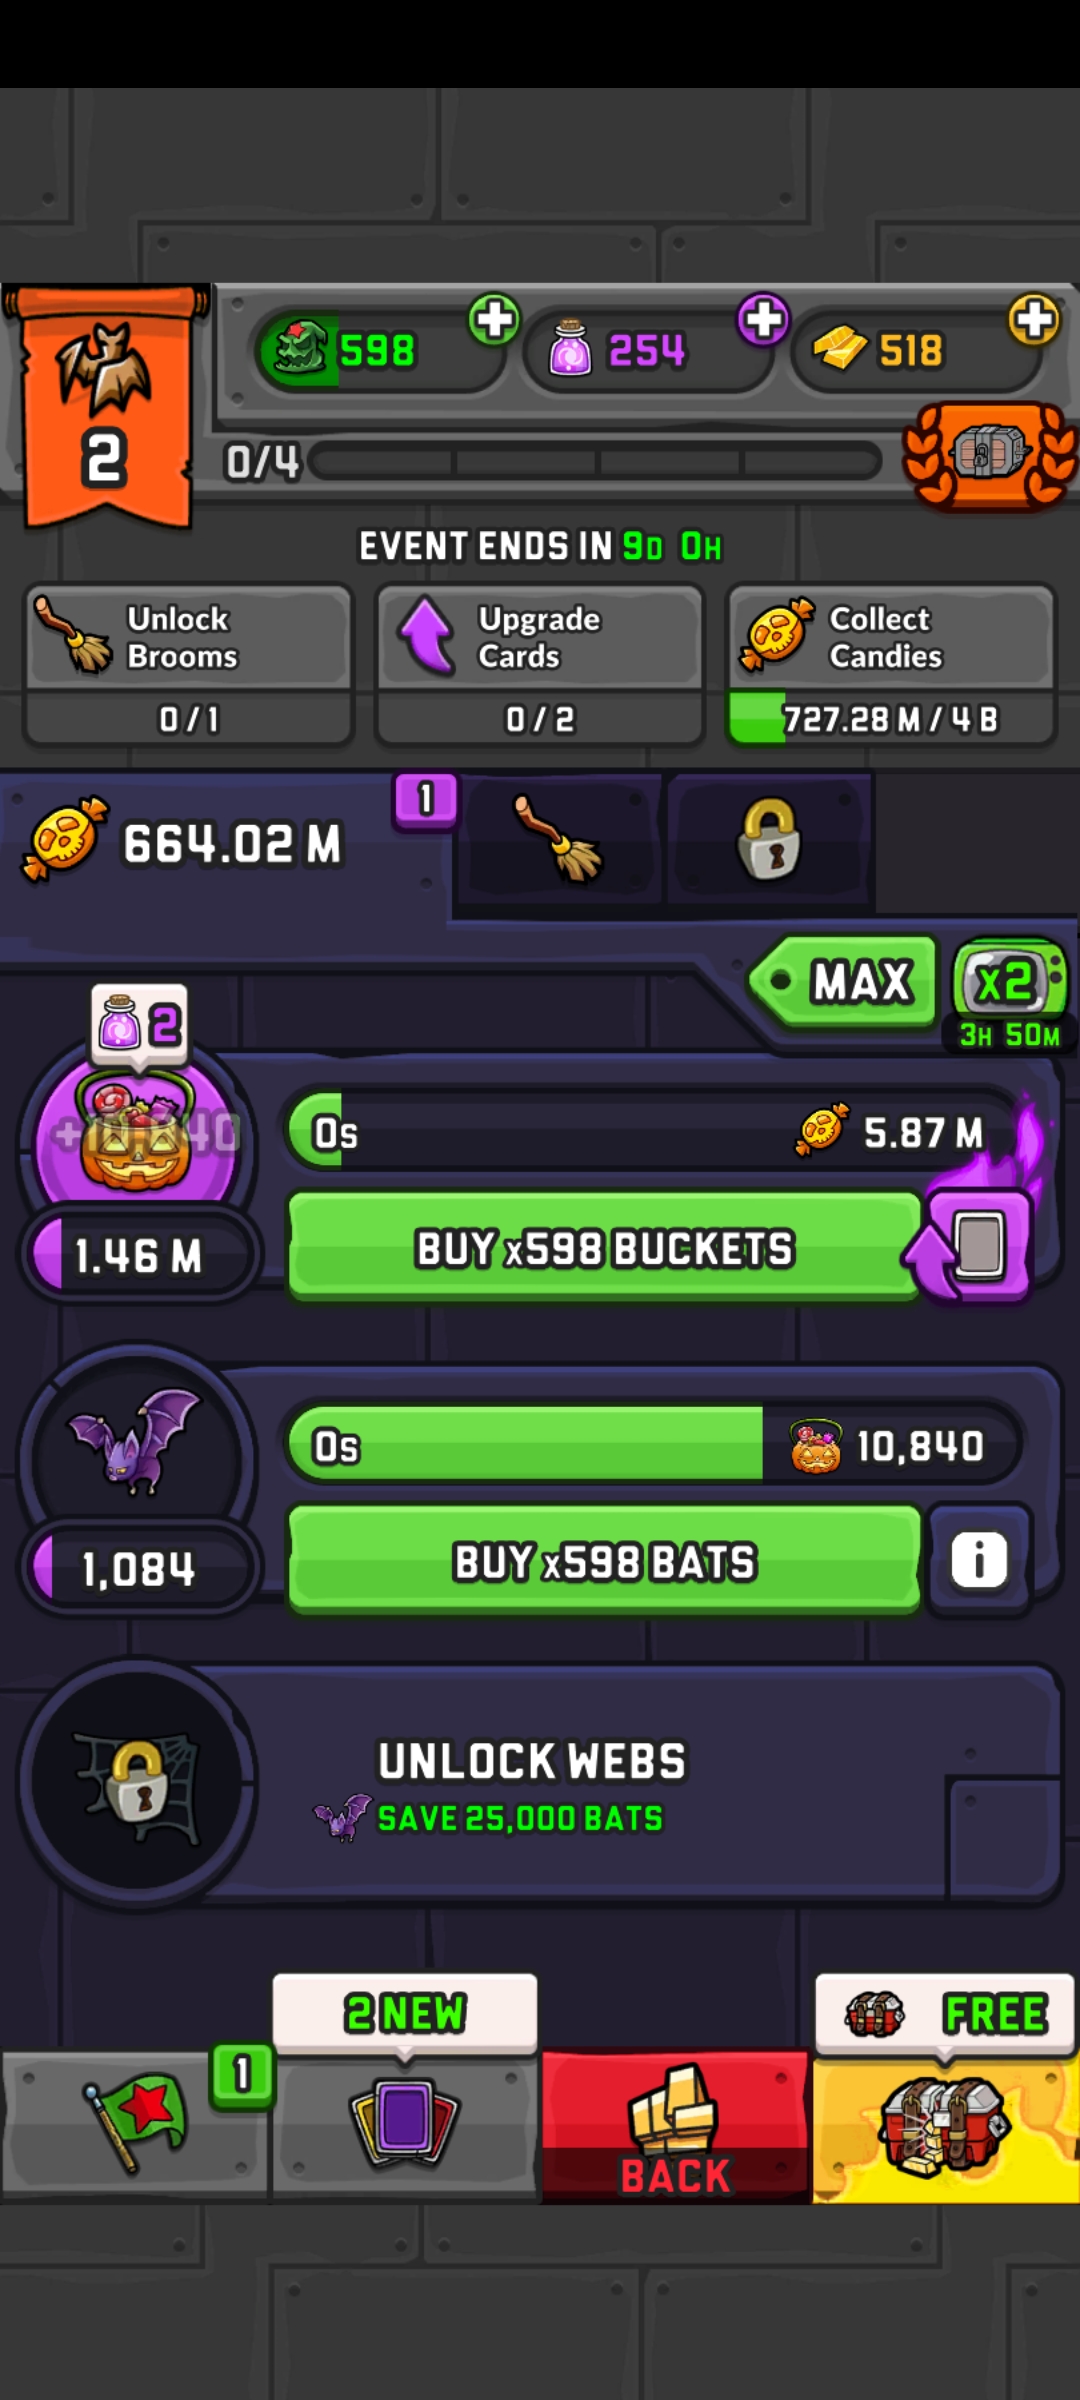 598
254
518
2
0/4
EVENT ENDS IN 9D 0H
Unlock Brooms
0 / 1
Upgrade Cards
0 / 2
Collect Candies
727.28 M / 4 B
664.02 M
1
MAX
x2
3H 50M
2
0s
5.87 M
1.46 M
BUY x598 BUCKETS
0s
10,840
1,084
BUY x598 BATS
i
UNLOCK WEBS
SAVE 25,000 BATS
1
2 NEW
BACK
FREE